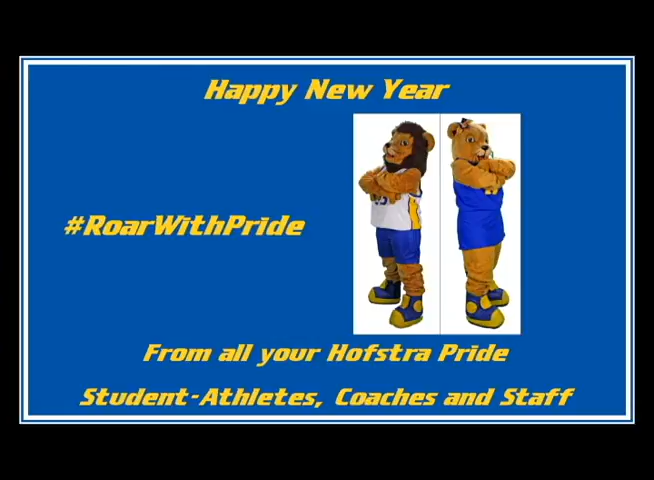 Happy New Year
#RoarWithPride
From all your Hofstra Pride
Student-Athletes, Coaches and Staff